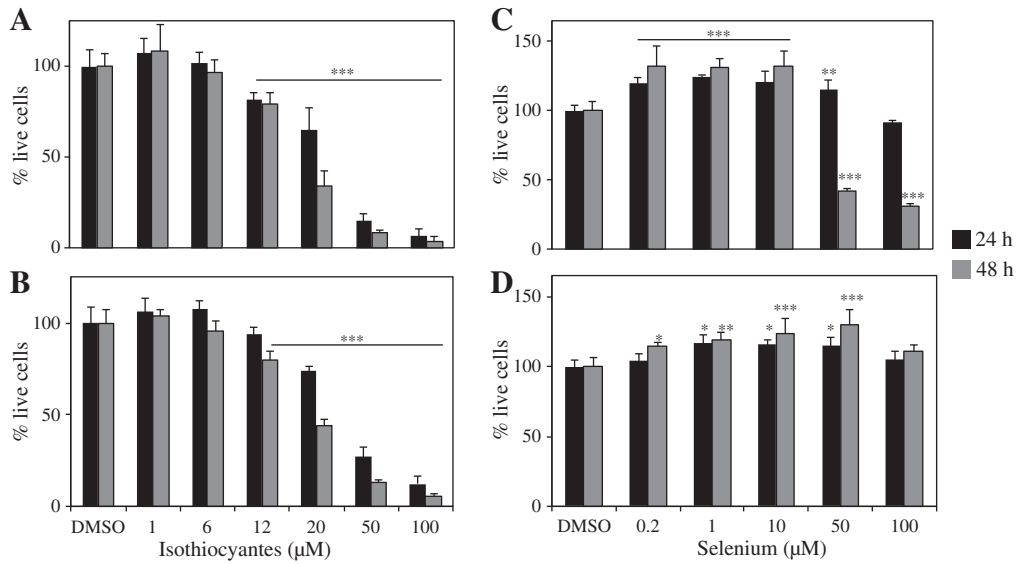 A
% live cells
100
50
0
***
B
% live cells
100
50
0
***
DMSO 1 6 12 20 50 100
Isothiocyantes (µM)
C
% live cells
150
100
50
0
***
**
***
***
D
% live cells
150
100
50
0
*
*
**
*
***
*
***
DMSO 0.2 1 10 50 100
Selenium (µM)
24 h
48 h